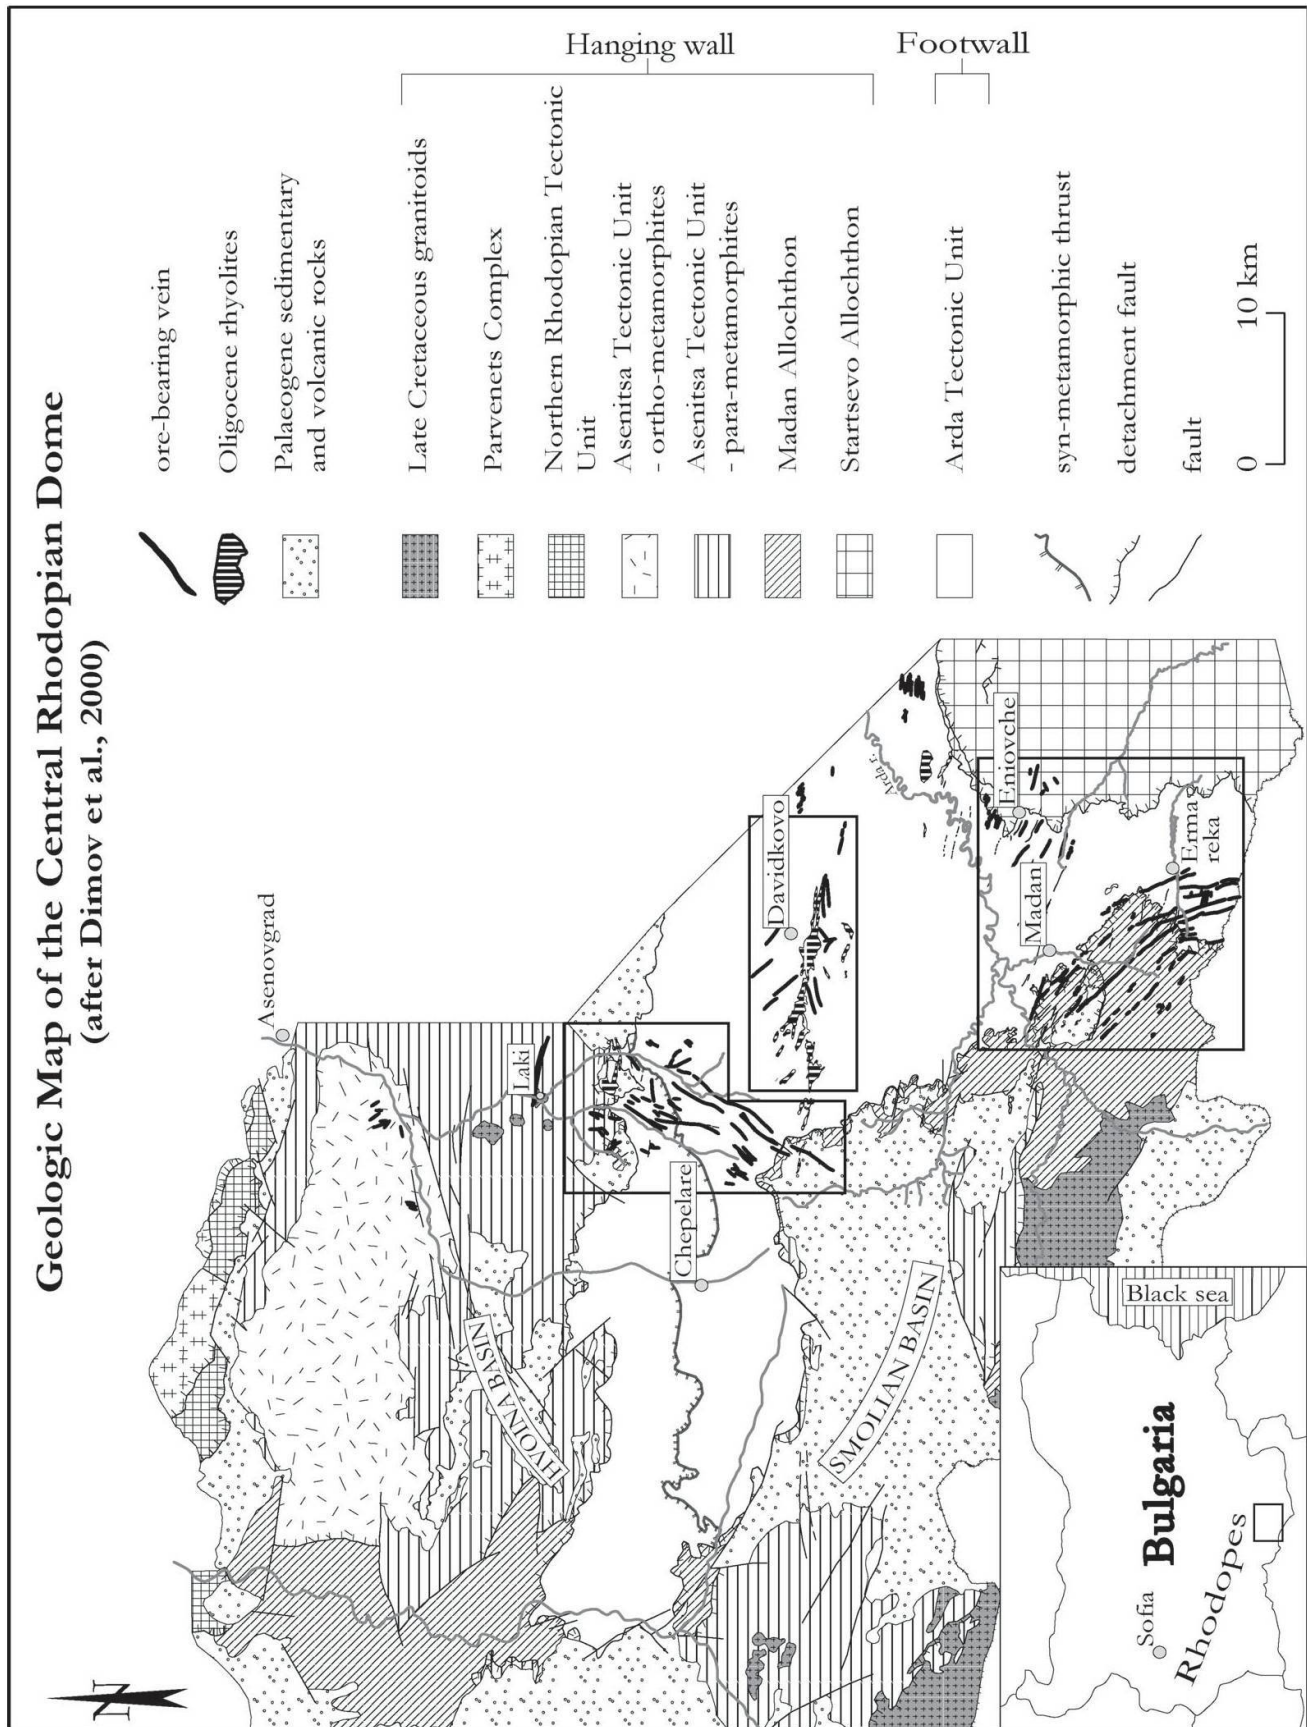 Geologic Map of the Central Rhodopian Dome
(after Dimov et al., 2000)
N
Asenovgrad
Laki
HVOINA BASIN
Chepelare
Davidkovo
Arda r.
SMOLIAN BASIN
Madan
Eniovche
Erma
reka
Sofia
Bulgaria
Rhodopes
Black sea
ore-bearing vein
Oligocene rhyolites
Palaeogene sedimentary
and volcanic rocks
Hanging wall
Late Cretaceous granitoids
Parvenets Complex
Northern Rhodopian Tectonic
Unit
Asenitsa Tectonic Unit
- ortho-metamorphites
Asenitsa Tectonic Unit
- para-metamorphites
Madan Allochthon
Startsevo Allochthon
Footwall
Arda Tectonic Unit
syn-metamorphic thrust
detachment fault
fault
0 10 km